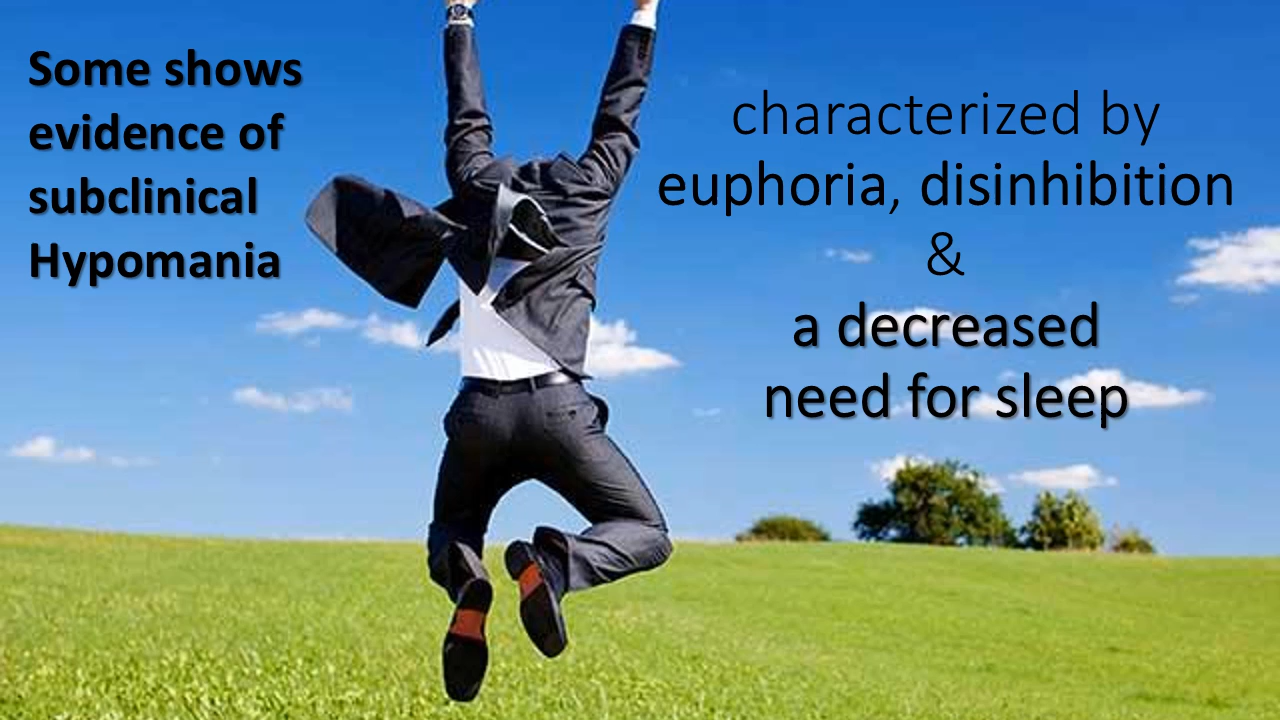 Some shows
evidence of
subclinical
Hypomania
characterized by
euphoria, disinhibition
&
a decreased
need for sleep